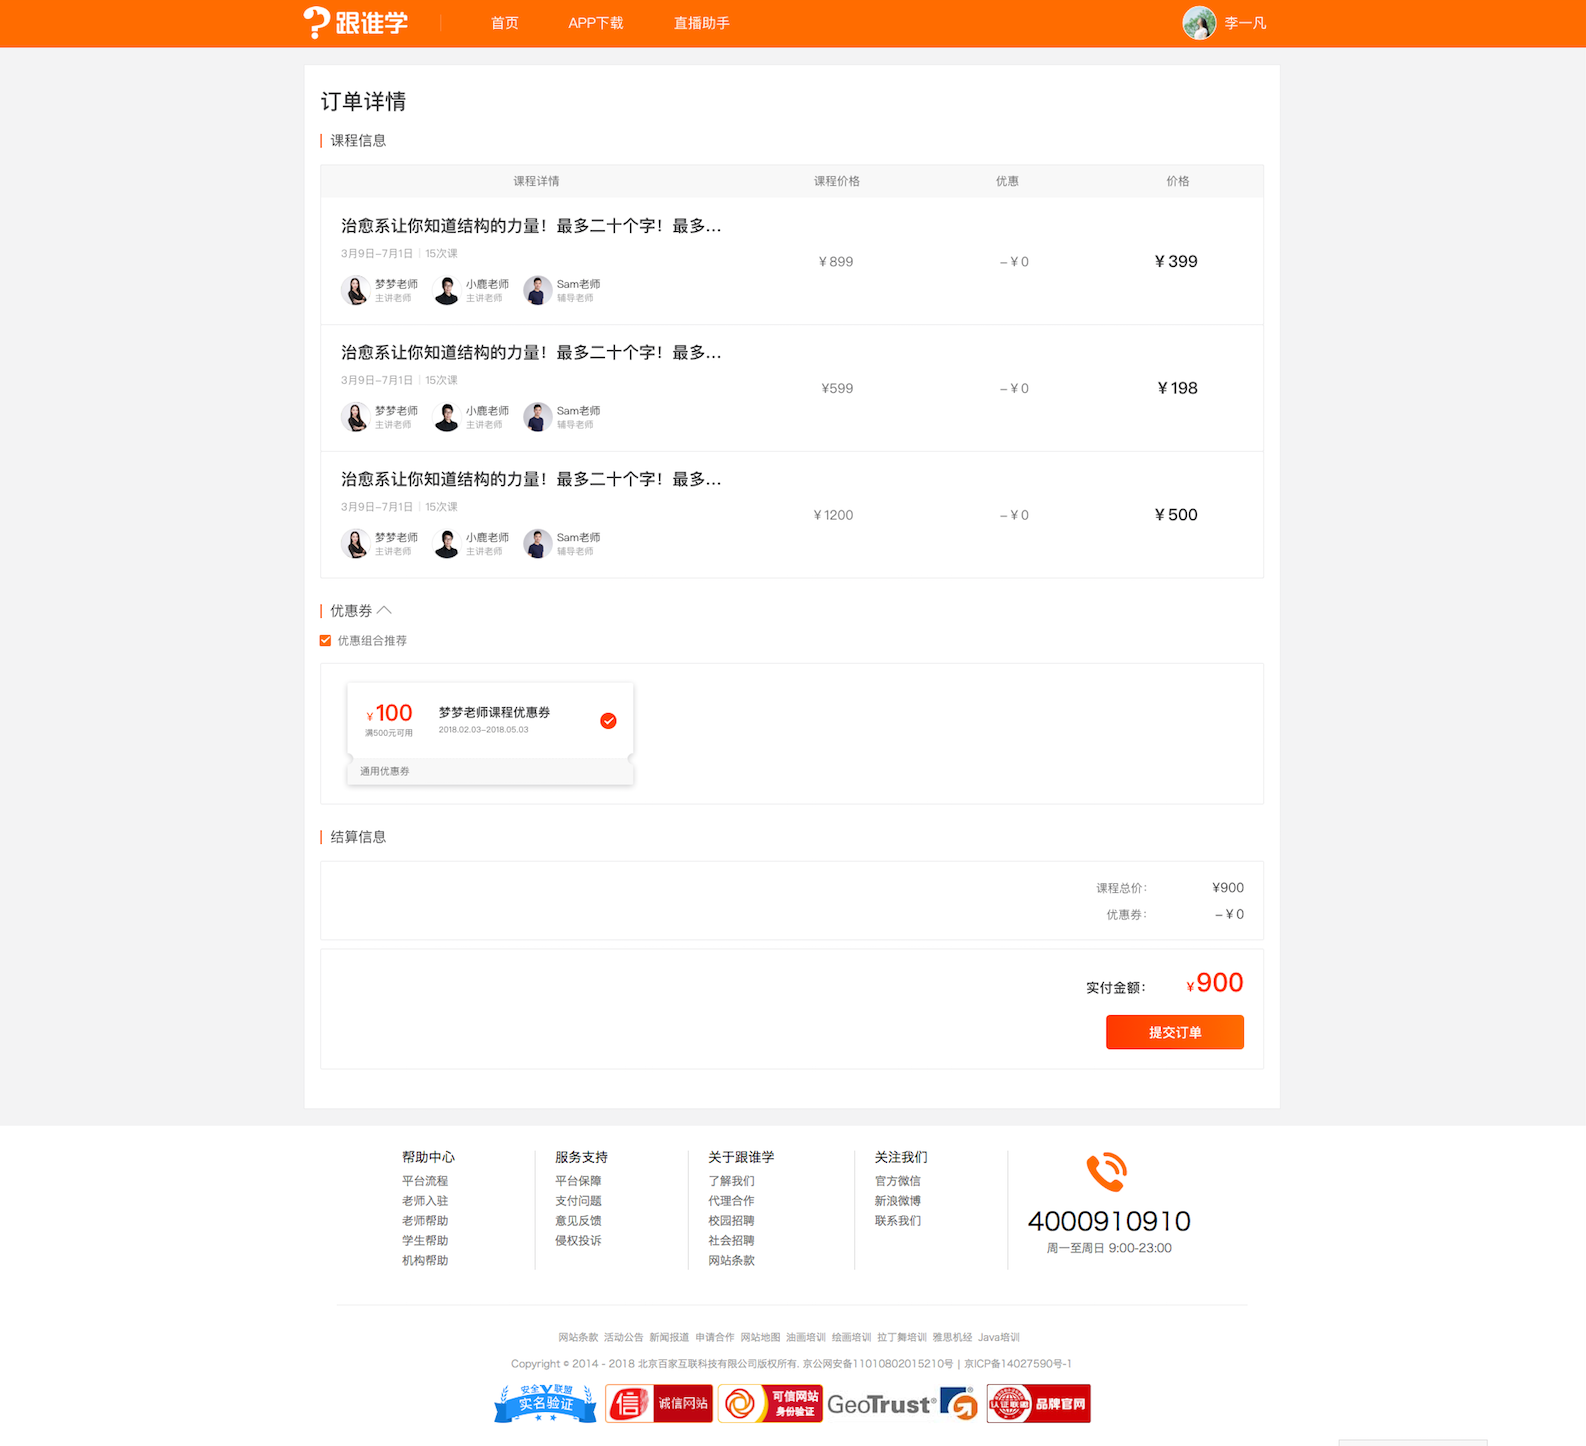 跟谁学 首页 APP下载 直播助手 李一凡
订单详情
课程信息
课程详情 课程价格 优惠 价格
治愈系让你知道结构的力量！最多二十个字！最多...
3月9日-7月1日 | 15次课
¥ 899 -¥ 0 ¥ 399
梦梦老师 小鹿老师 Sam老师
主讲老师 主讲老师 辅导老师
治愈系让你知道结构的力量！最多二十个字！最多...
3月9日-7月1日 | 15次课
¥599 -¥ 0 ¥ 198
梦梦老师 小鹿老师 Sam老师
主讲老师 主讲老师 辅导老师
治愈系让你知道结构的力量！最多二十个字！最多...
3月9日-7月1日 | 15次课
¥ 1200 -¥ 0 ¥ 500
梦梦老师 小鹿老师 Sam老师
主讲老师 主讲老师 辅导老师
优惠券
优惠组合推荐
¥100 梦梦老师课程优惠券
满500元可用 2018.02.03-2018.05.03
通用优惠券
结算信息
课程总价： ¥900
优惠券： -¥ 0
实付金额： ¥900
提交订单
帮助中心 服务支持 关于跟谁学 关注我们
平台流程 平台保障 了解我们 官方微信
老师入驻 支付问题 代理合作 新浪微博
老师帮助 意见反馈 校园招聘 联系我们
学生帮助 侵权投诉 社会招聘
机构帮助 网站条款
4000910910
周一至周日 9:00-23:00
网站条款 活动公告 新闻报道 申请合作 网站地图 油画培训 绘画培训 拉丁舞培训 雅思机经 Java培训
Copyright © 2014 - 2018 北京百家互联科技有限公司版权所有. 京公网安备11010802015210号 | 京ICP备14027590号-1
安全联盟 实名验证
信 诚信网站
可信网站 身份验证
GeoTrust®
认证联盟 品牌官网